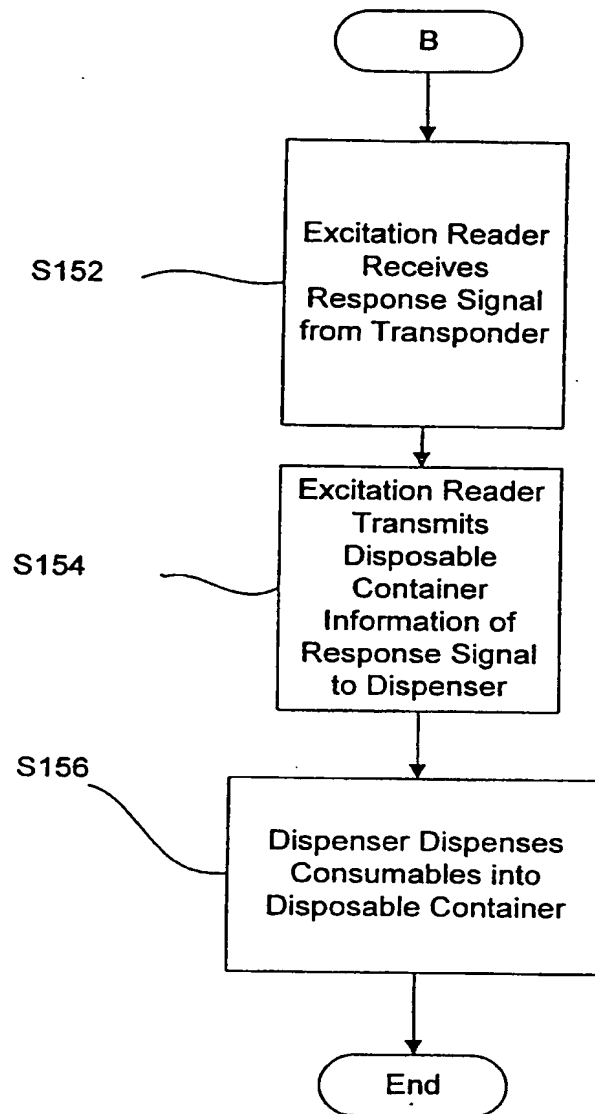 B
S152
Excitation Reader
Receives
Response Signal
from Transponder
S154
Excitation Reader
Transmits
Disposable
Container
Information of
Response Signal
to Dispenser
S156
Dispenser Dispenses
Consumables into
Disposable Container
End